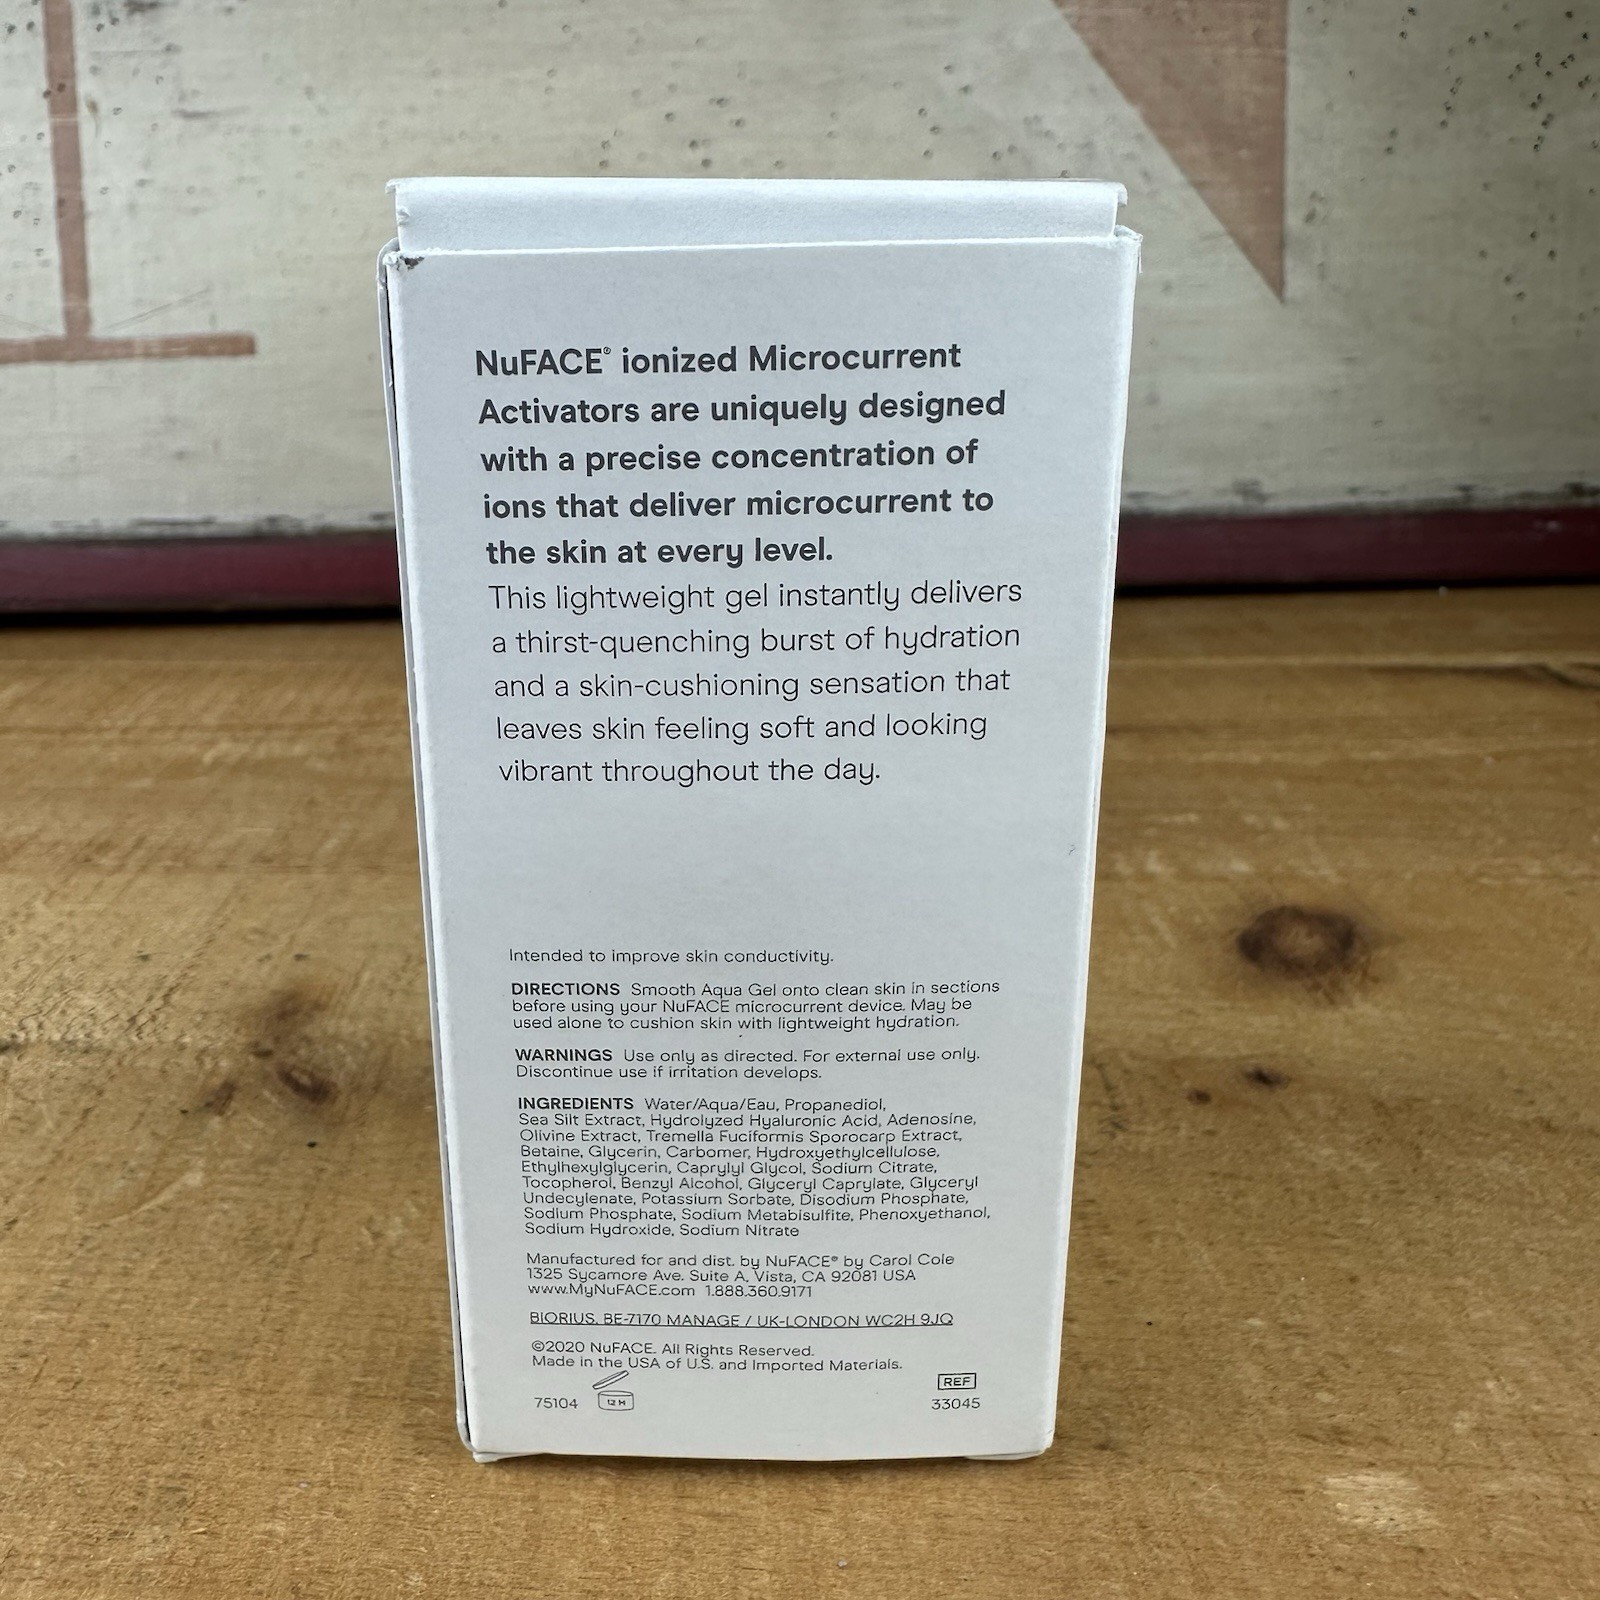 NuFACE® ionized Microcurrent
Activators are uniquely designed
with a precise concentration of
ions that deliver microcurrent to
the skin at every level.
This lightweight gel instantly delivers
a thirst-quenching burst of hydration
and a skin-cushioning sensation that
leaves skin feeling soft and looking
vibrant throughout the day.
Intended to improve skin conductivity.
DIRECTIONS Smooth Aqua Gel onto clean skin in sections
before using your NuFACE microcurrent device. May be
used alone to cushion skin with lightweight hydration.
WARNINGS Use only as directed. For external use only.
Discontinue use if irritation develops.
INGREDIENTS Water/Aqua/Eau, Propanediol,
Sea Silt Extract, Hydrolyzed Hyaluronic Acid, Adenosine,
Olivine Extract, Tremella Fuciformis Sporocarp Extract,
Betaine, Glycerin, Carbomer, Hydroxyethylcellulose,
Ethylhexylglycerin, Caprylyl Glycol, Sodium Citrate,
Tocopherol, Benzyl Alcohol, Glyceryl Caprylate, Glyceryl
Undecylenate, Potassium Sorbate, Disodium Phosphate,
Sodium Phosphate, Sodium Metabisulfite, Phenoxyethanol,
Sodium Hydroxide, Sodium Nitrate
Manufactured for and dist. by NuFACE® by Carol Cole
1325 Sycamore Ave. Suite A, Vista, CA 92081 USA
www.MyNuFACE.com 1.888.360.9171
BIORIUS, BE-7170 MANAGE / UK-LONDON WC2H 9JQ
©2020 NuFACE. All Rights Reserved.
Made in the USA of U.S. and Imported Materials.
75104 12 M
REF
33045